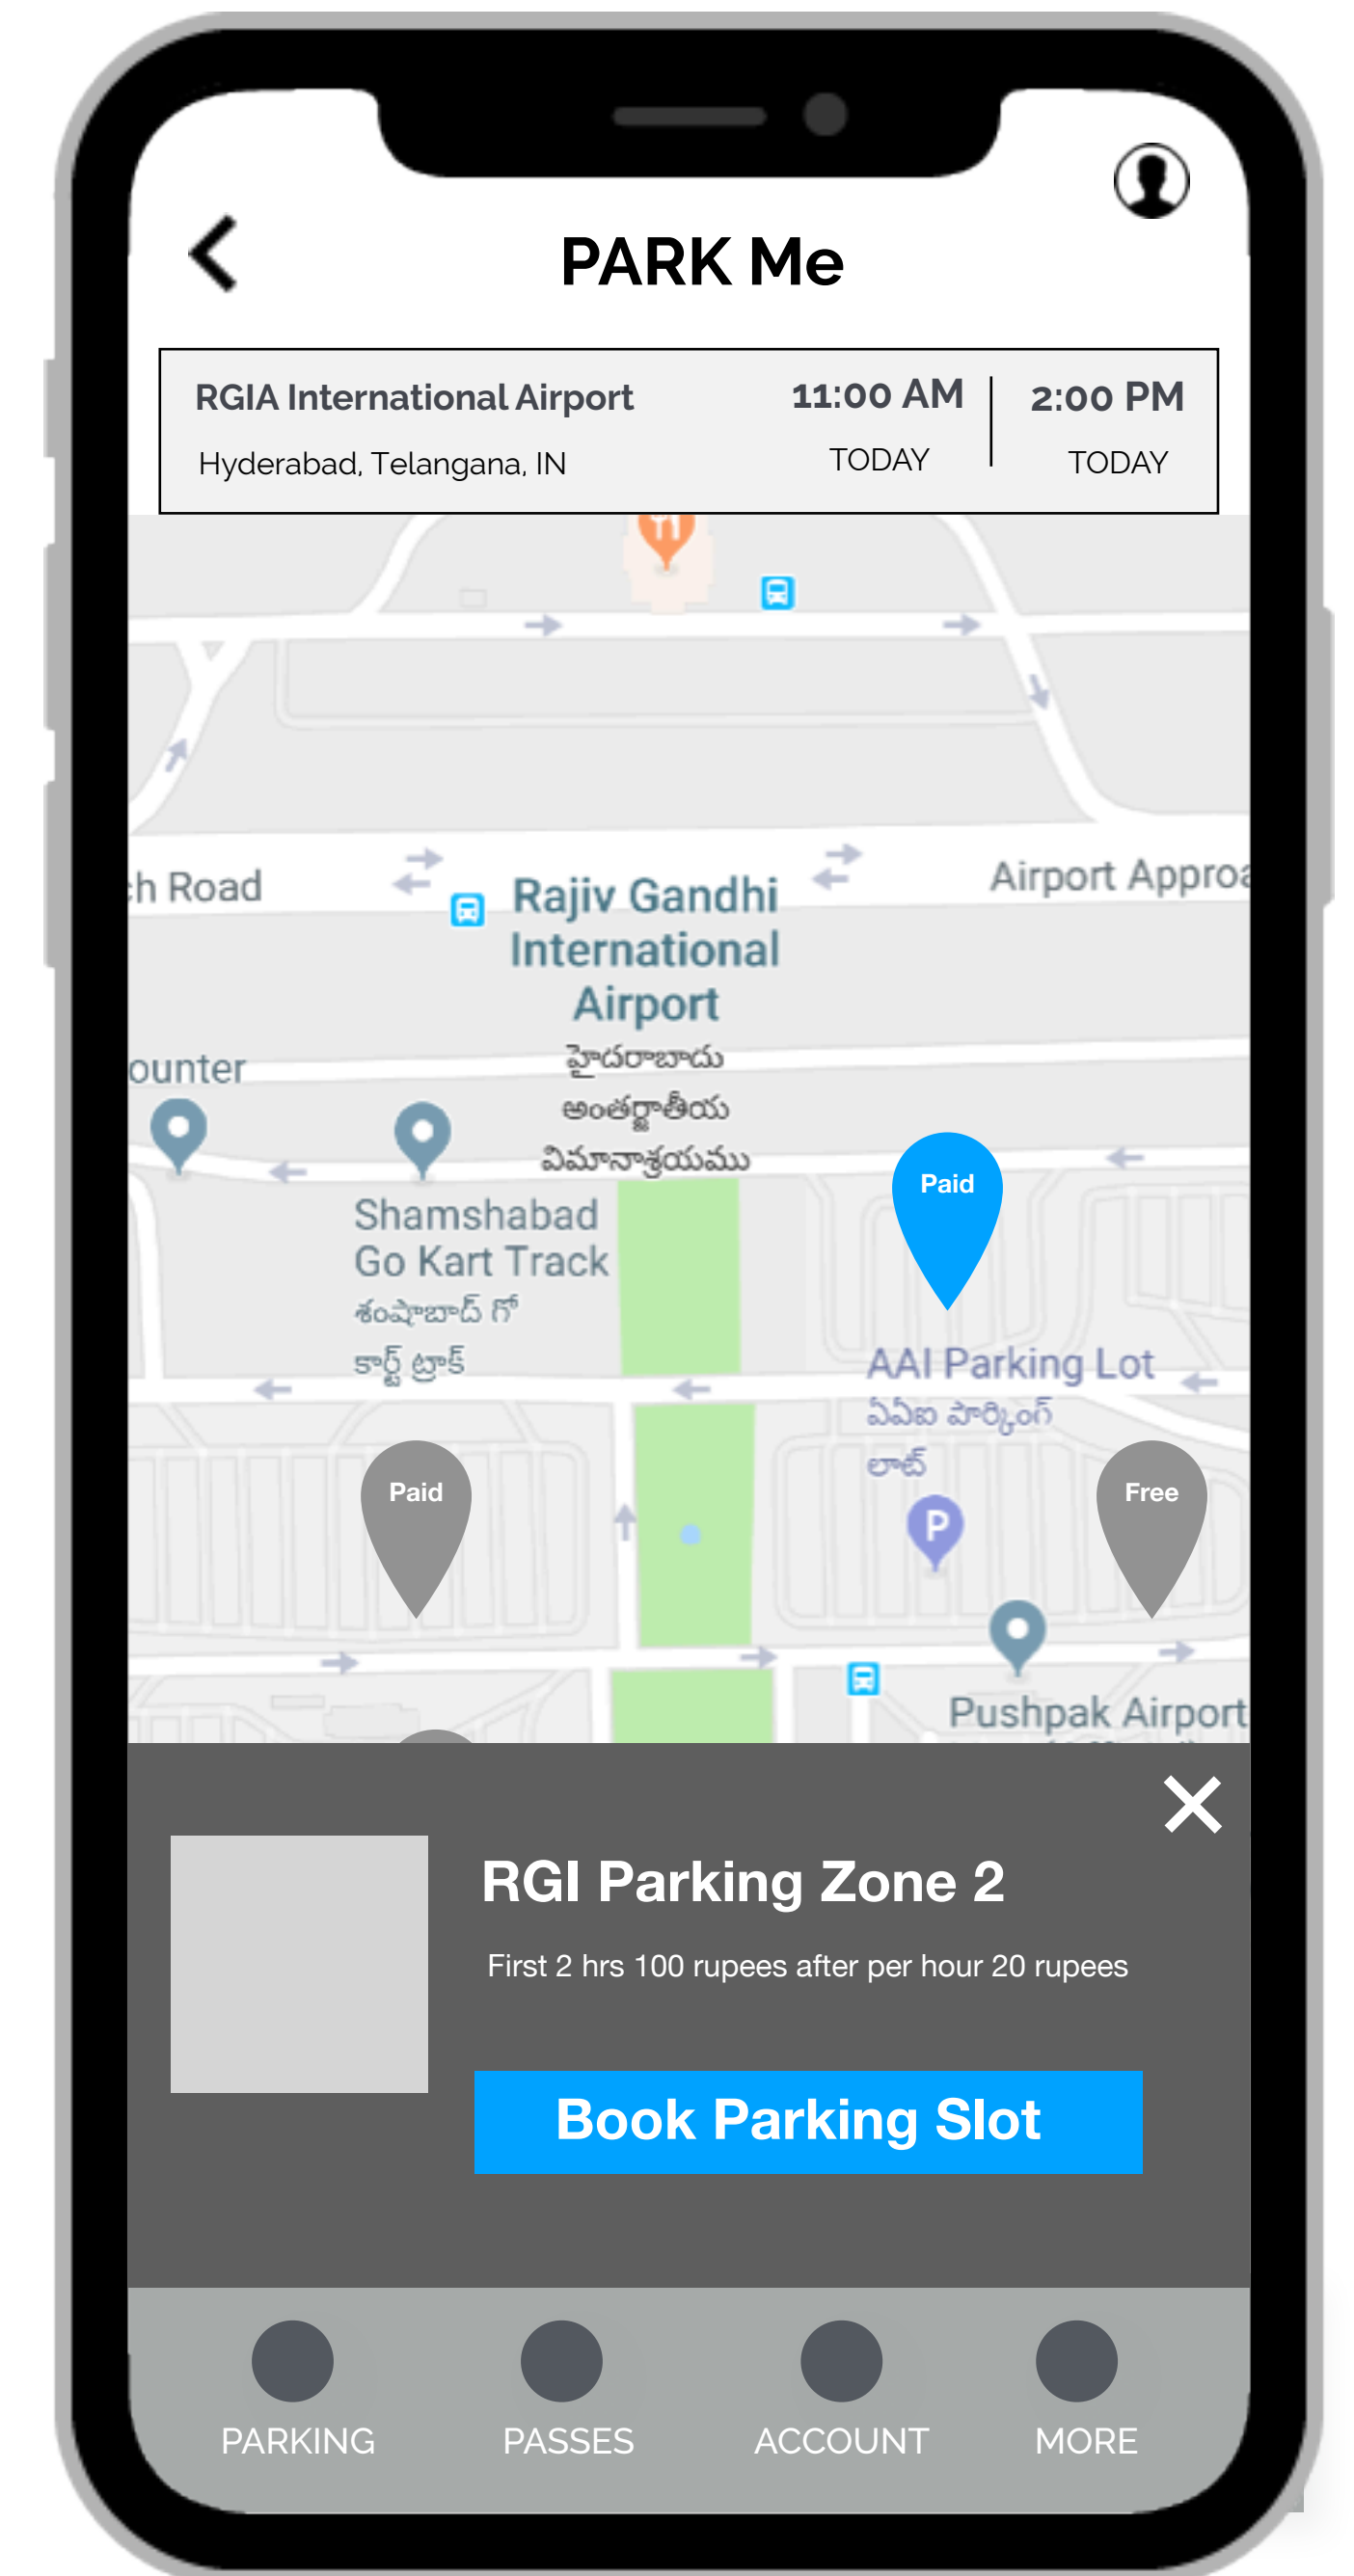 PARK Me
RGIA International Airport
11:00 AM
2:00 PM
Hyderabad, Telangana, IN
TODAY
TODAY
ch Road
Airport Approa
Rajiv Gandhi
International
Airport
హైదరాబాదు
అంతర్జాతీయ
విమానాశ్రయము
ounter
Paid
Shamshabad
Go Kart Track
శంషాబాద్ గో
కార్ట్ ట్రాక్
AAI Parking Lot
ఏఏఐ పార్కింగ్
లాట్
Paid
Free
P
Pushpak Airport
RGI Parking Zone 2
First 2 hrs 100 rupees after per hour 20 rupees
Book Parking Slot
PARKING
PASSES
ACCOUNT
MORE